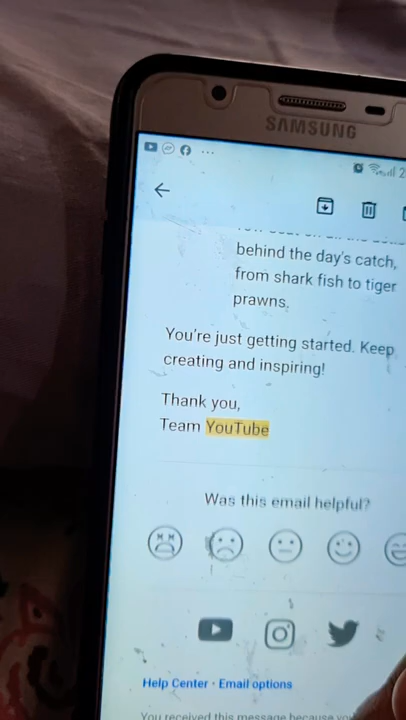 SAMSUNG
behind the day's catch,
from shark fish to tiger
prawns.
You're just getting started. Keep
creating and inspiring!
Thank you,
Team YouTube
Was this email helpful?
Help Center • Email options
You received this message because you